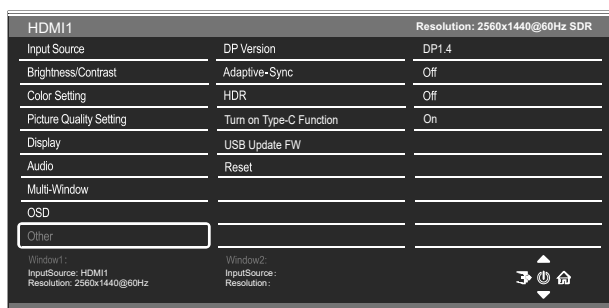 HDMI1 Resolution: 2560x1440@60Hz SDR
Input Source DP Version DP1.4
Brightness/Contrast Adaptive-Sync Off
Color Setting HDR Off
Picture Quality Setting Turn on Type-C Function On
Display USB Update FW
Audio Reset
Multi-Window
OSD
Other
Window1: Window2:
InputSource: HDMI1 InputSource:
Resolution: 2560x1440@60Hz Resolution: